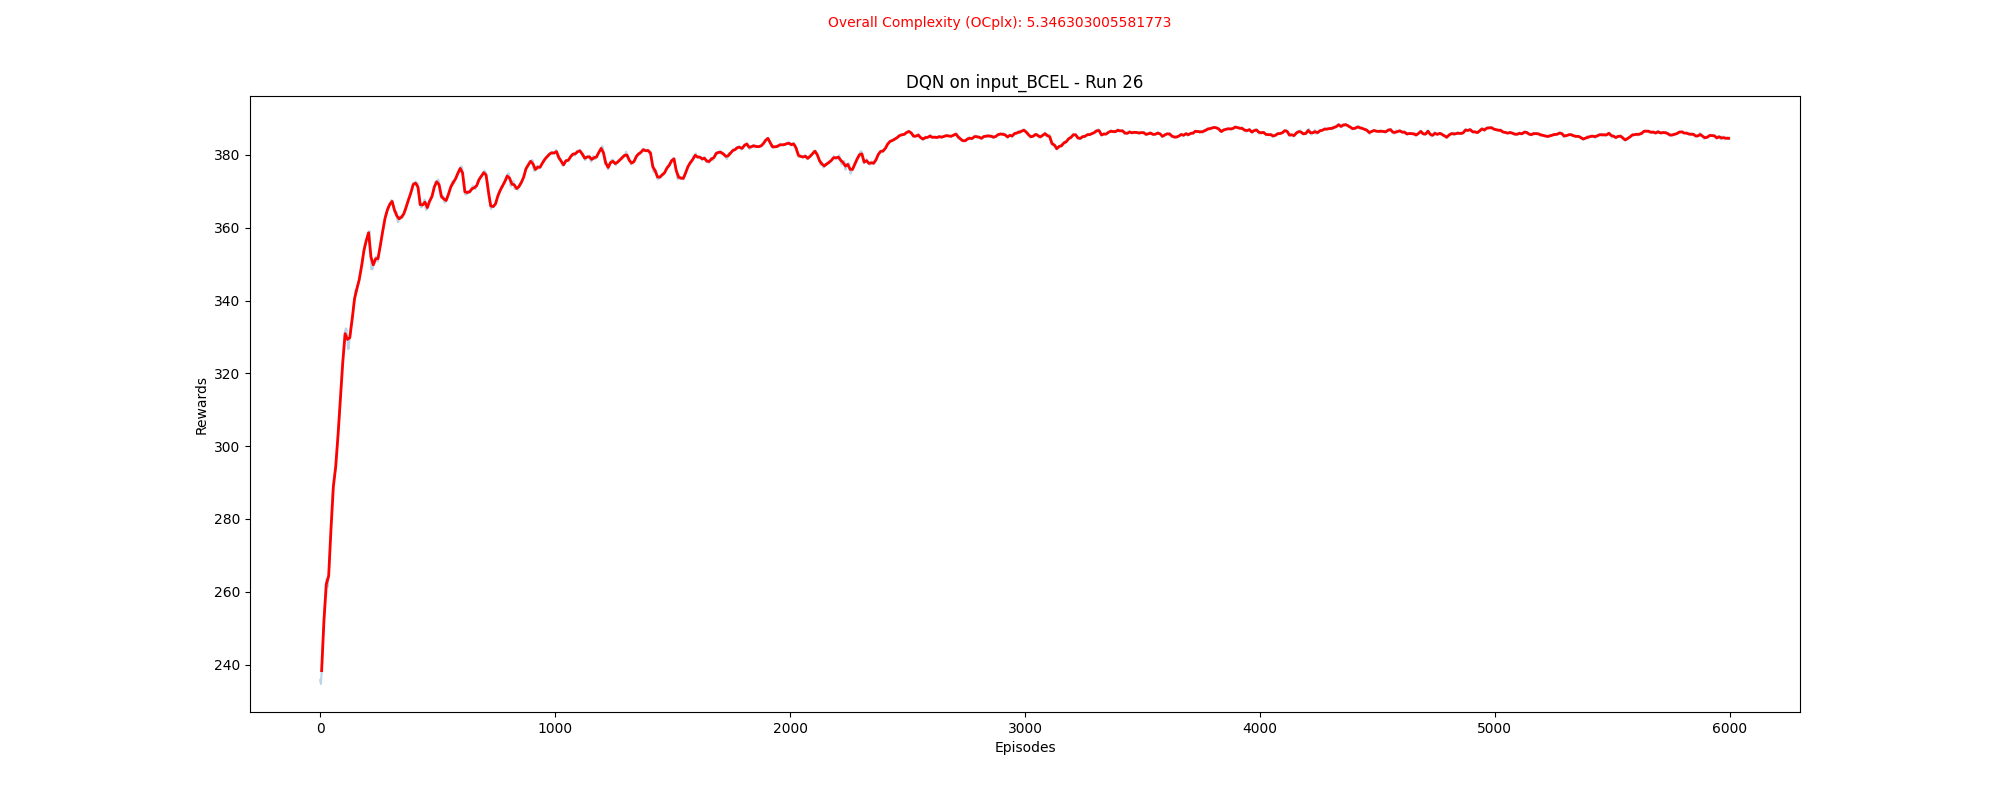 Overall Complexity (OCplx): 5.346303005581773
DQN on input_BCEL - Run 26
380
360
340
320
300
280
260
240
Rewards
0 1000 2000 3000 4000 5000 6000
Episodes